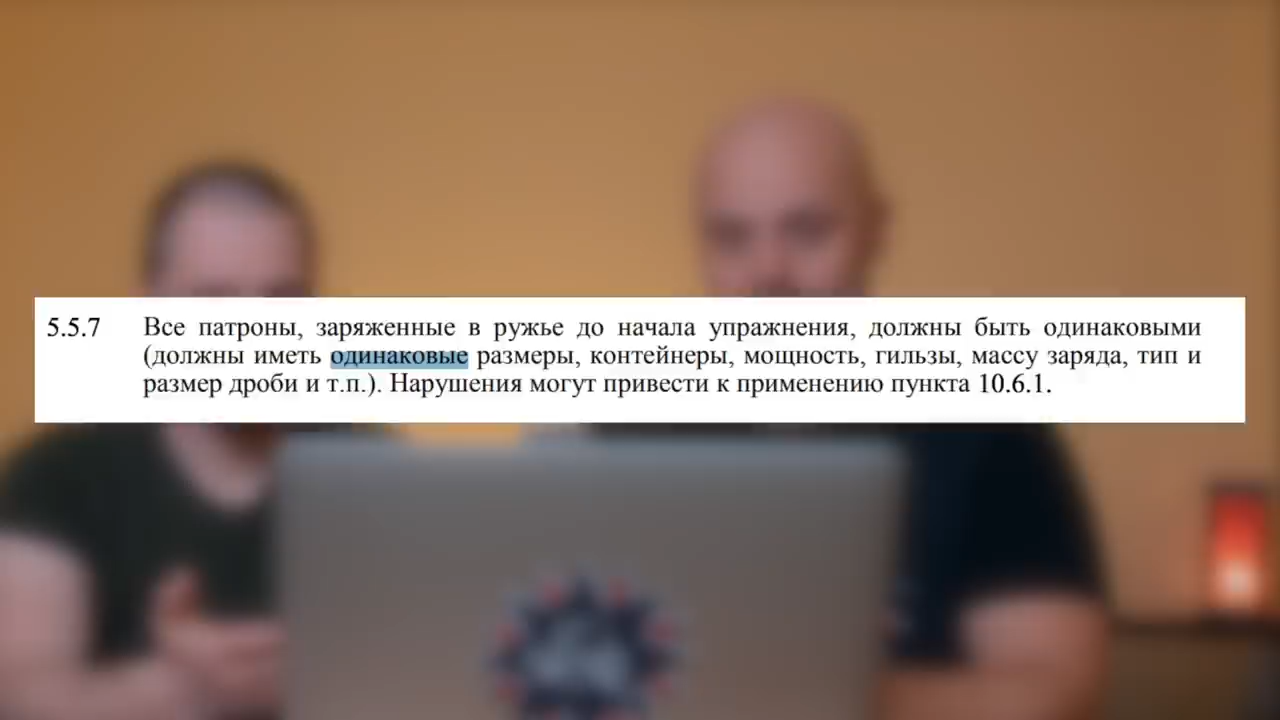 5.5.7 Все патроны, заряженные в ружье до начала упражнения, должны быть одинаковыми
(должны иметь одинаковые размеры, контейнеры, мощность, гильзы, массу заряда, тип и
размер дроби и т.п.). Нарушения могут привести к применению пункта 10.6.1.